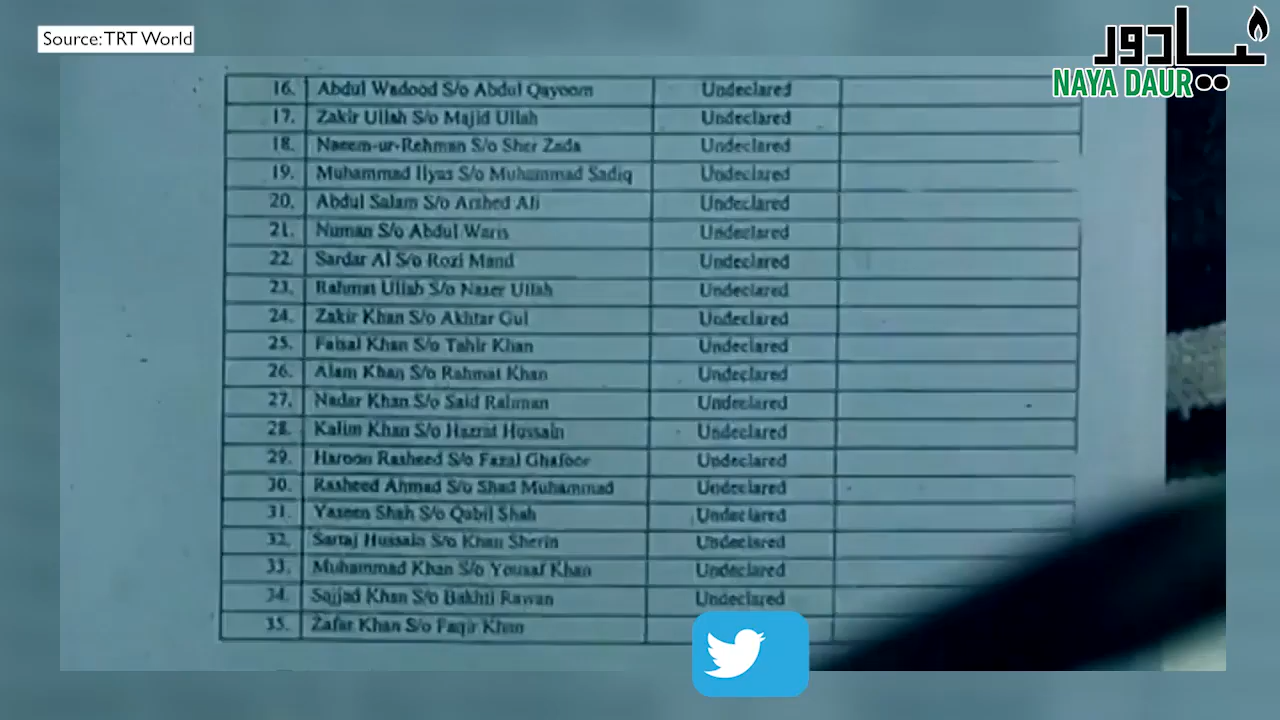 Source: TRT World
نیا دور
NAYA DAUR
16. Abdul Wadood S/o Abdul Qayoom Undeclared
17. Zakir Ullah S/o Majid Ullah Undeclared
18. Naeem-ur-Rehman S/o Sher Zada Undeclared
19. Muhammad Ilyas S/o Muhammad Sadiq Undeclared
20. Abdul Salam S/o Arshed Ali Undeclared
21. Numan S/o Abdul Waris Undeclared
22. Sardar Al S/o Rozi Mand Undeclared
23. Rahmat Ullah S/o Naser Ullah Undeclared
24. Zakir Khan S/o Akhtar Gul Undeclared
25. Faisal Khan S/o Tahir Khan Undeclared
26. Alam Khan S/o Rahmat Khan Undeclared
27. Nadar Khan S/o Said Rahman Undeclared
28. Kalim Khan S/o Hazrat Hussain Undeclared
29. Haroon Rasheed S/o Fazal Ghafoor Undeclared
30. Rasheed Ahmad S/o Shad Muhammad Undeclared
31. Yaseen Shah S/o Qabil Shah Undeclared
32. Sartaj Hussain S/o Khan Sherin Undeclared
33. Muhammad Khan S/o Yousaf Khan Undeclared
34. Sajjad Khan S/o Bakhti Rawan Undeclared
35. Zafar Khan S/o Faqir Khan